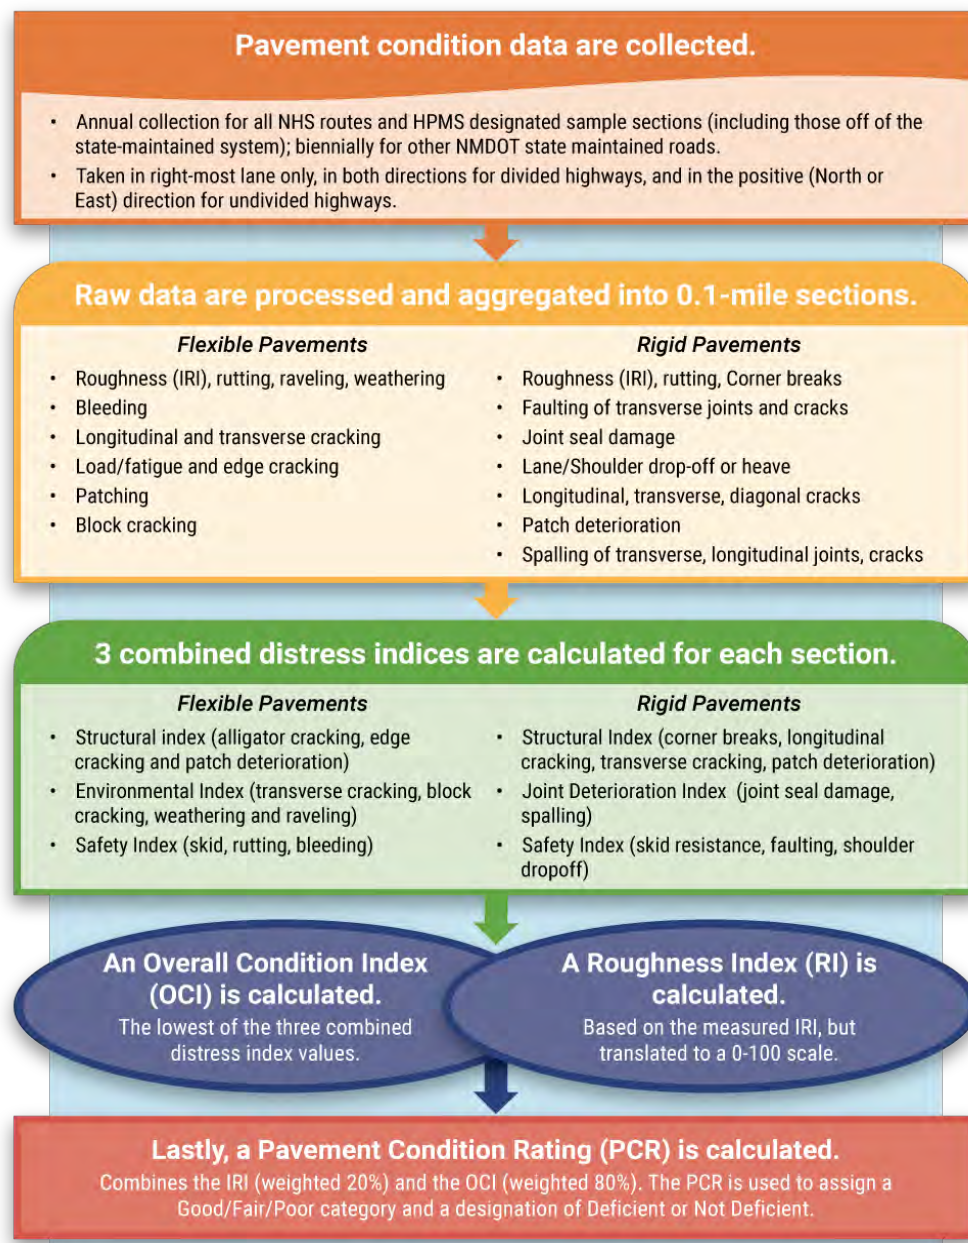 Pavement condition data are collected.
• Annual collection for all NHS routes and HPMS designated sample sections (including those off of the
state-maintained system); biennially for other NMDOT state maintained roads.
• Taken in right-most lane only, in both directions for divided highways, and in the positive (North or
East) direction for undivided highways.
Raw data are processed and aggregated into 0.1-mile sections.
Flexible Pavements
• Roughness (IRI), rutting, raveling, weathering
• Bleeding
• Longitudinal and transverse cracking
• Load/fatigue and edge cracking
• Patching
• Block cracking
Rigid Pavements
• Roughness (IRI), rutting, Corner breaks
• Faulting of transverse joints and cracks
• Joint seal damage
• Lane/Shoulder drop-off or heave
• Longitudinal, transverse, diagonal cracks
• Patch deterioration
• Spalling of transverse, longitudinal joints, cracks
3 combined distress indices are calculated for each section.
Flexible Pavements
• Structural index (alligator cracking, edge
cracking and patch deterioration)
• Environmental Index (transverse cracking, block
cracking, weathering and raveling)
• Safety Index (skid, rutting, bleeding)
Rigid Pavements
• Structural Index (corner breaks, longitudinal
cracking, transverse cracking, patch deterioration)
• Joint Deterioration Index (joint seal damage,
spalling)
• Safety Index (skid resistance, faulting, shoulder
dropoff)
An Overall Condition Index
(OCI) is calculated.
The lowest of the three combined
distress index values.
A Roughness Index (RI) is
calculated.
Based on the measured IRI, but
translated to a 0-100 scale.
Lastly, a Pavement Condition Rating (PCR) is calculated.
Combines the IRI (weighted 20%) and the OCI (weighted 80%). The PCR is used to assign a
Good/Fair/Poor category and a designation of Deficient or Not Deficient.